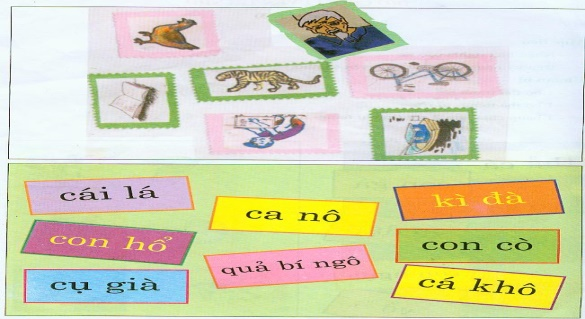 cái lá
ca nô
kì đà
con hổ
con cò
quả bí ngô
cụ già
cá khô